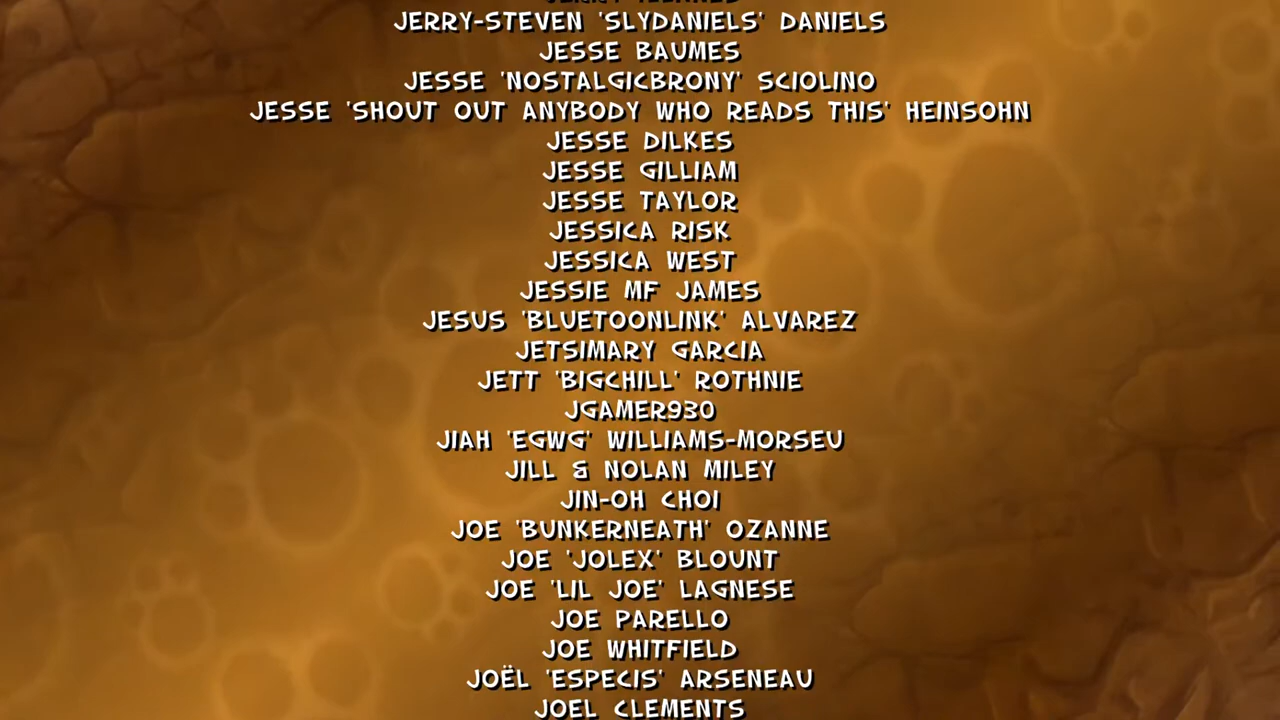 JERRY-STEVEN 'SLYDANIELS' DANIELS
JESSE BAUMES
JESSE 'NOSTALGICBRONY' SCIOLINO
JESSE 'SHOUT OUT ANYBODY WHO READS THIS' HEINSOHN
JESSE DILKES
JESSE GILLIAM
JESSE TAYLOR
JESSICA RISK
JESSICA WEST
JESSIE MF JAMES
JESUS 'BLUETOONLINK' ALVAREZ
JETSIMARY GARCIA
JETT 'BIGCHILL' ROTHNIE
JGAMER930
JIAH 'EGWG' WILLIAMS-MORSEU
JILL & NOLAN MILEY
JIN-OH CHOI
JOE 'BUNKERNEATH' OZANNE
JOE 'JOLEX' BLOUNT
JOE 'LIL JOE' LAGNESE
JOE PARELLO
JOE WHITFIELD
JOËL 'ESPECIS' ARSENEAU
JOEL CLEMENTS